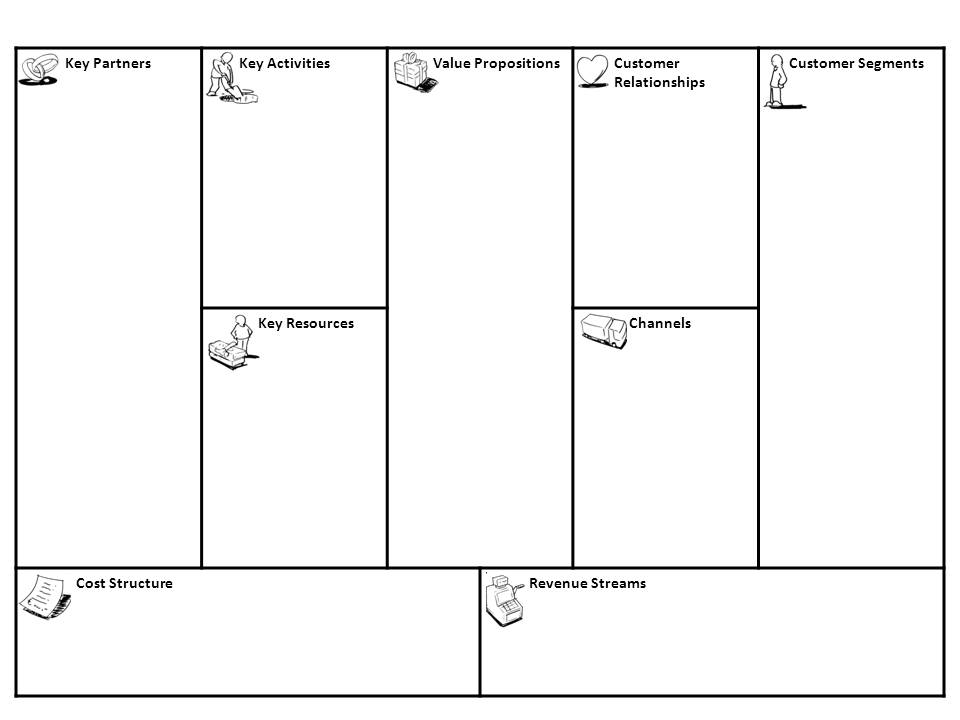 Key Partners
Key Activities
Value Propositions
Customer
Relationships
Customer Segments
Key Resources
Channels
Cost Structure
Revenue Streams